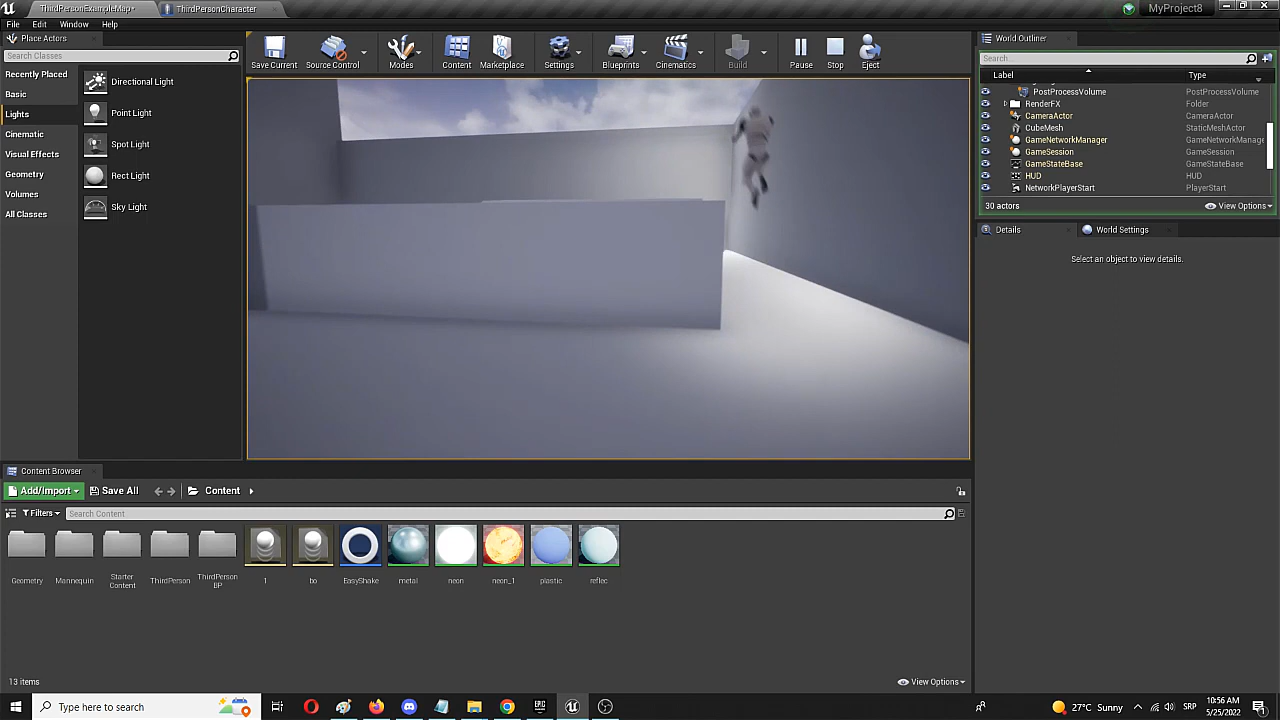 ThirdPersonExampleMap*
ThirdPersonCharacter
MyProject8
File
Edit
Window
Help
Place Actors
Search Classes
Recently Placed
Basic
Lights
Cinematic
Visual Effects
Geometry
Volumes
All Classes
Directional Light
Point Light
Spot Light
Rect Light
Sky Light
Save Current
Source Control
Modes
Content
Marketplace
Settings
Blueprints
Cinematics
Build
Pause
Stop
Eject
World Outliner
Search...
Label
Type
PostProcessVolume PostProcessVolume
RenderFX Folder
CameraActor CameraActor
CubeMesh StaticMeshActor
GameNetworkManager GameNetworkManage
GameSession GameSession
GameStateBase GameStateBase
HUD HUD
NetworkPlayerStart PlayerStart
30 actors
View Options
Details
World Settings
Select an object to view details.
Content Browser
Add/Import
Save All
Content
Filters
Search Content
Geometry
Mannequin
Starter
Content
ThirdPerson
ThirdPerson
BP
1
bo
EasyShake
metal
neon
neon_1
plastic
reflec
13 items
View Options
Type here to search
EPIC
27°C Sunny
SRP
10:56 AM
5/25/2022